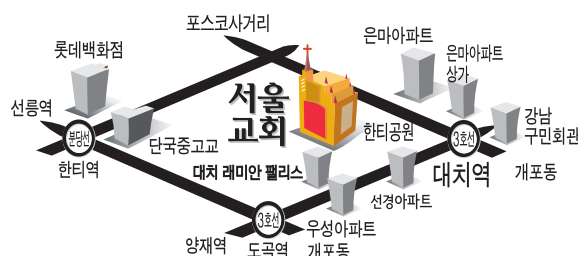 포스코사거리
은마아파트
롯데백화점
은마아파트
상가
선릉역
서울
교회
강남
구민회관
분당선
단국중고교
한티공원
3호선
한티역
대치 래미안 팰리스
대치역
개포동
선경아파트
3호선
우성아파트
양재역
도곡역
개포동